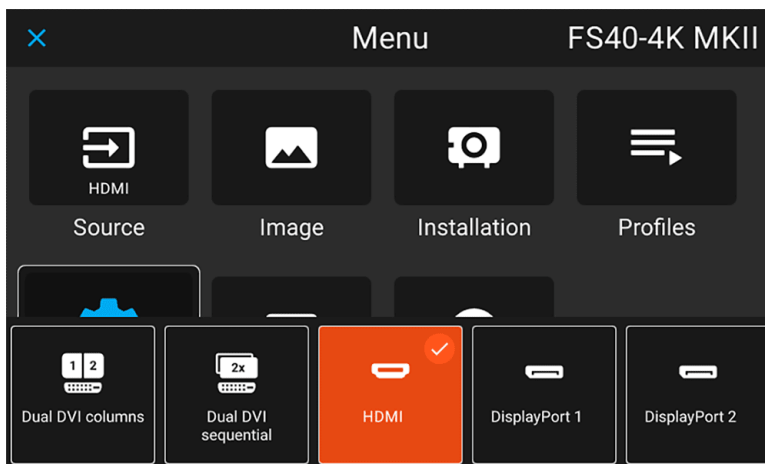 Menu
FS40-4K MKII
HDMI
Source
Image
Installation
Profiles
1 2
Dual DVI columns
2x
Dual DVI
sequential
HDMI
DisplayPort 1
DisplayPort 2